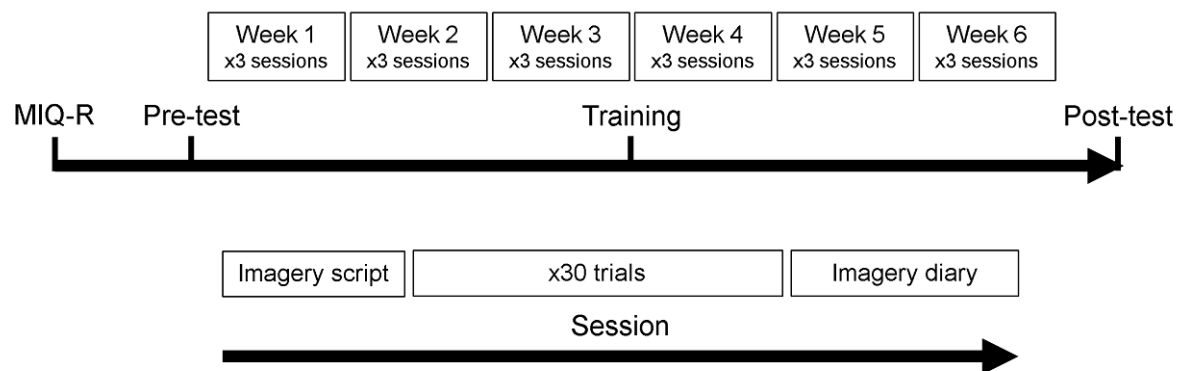 Week 1 Week 2 Week 3 Week 4 Week 5 Week 6
x3 sessions x3 sessions x3 sessions x3 sessions x3 sessions x3 sessions
MIQ-R Pre-test Training Post-test
Imagery script x30 trials Imagery diary
Session